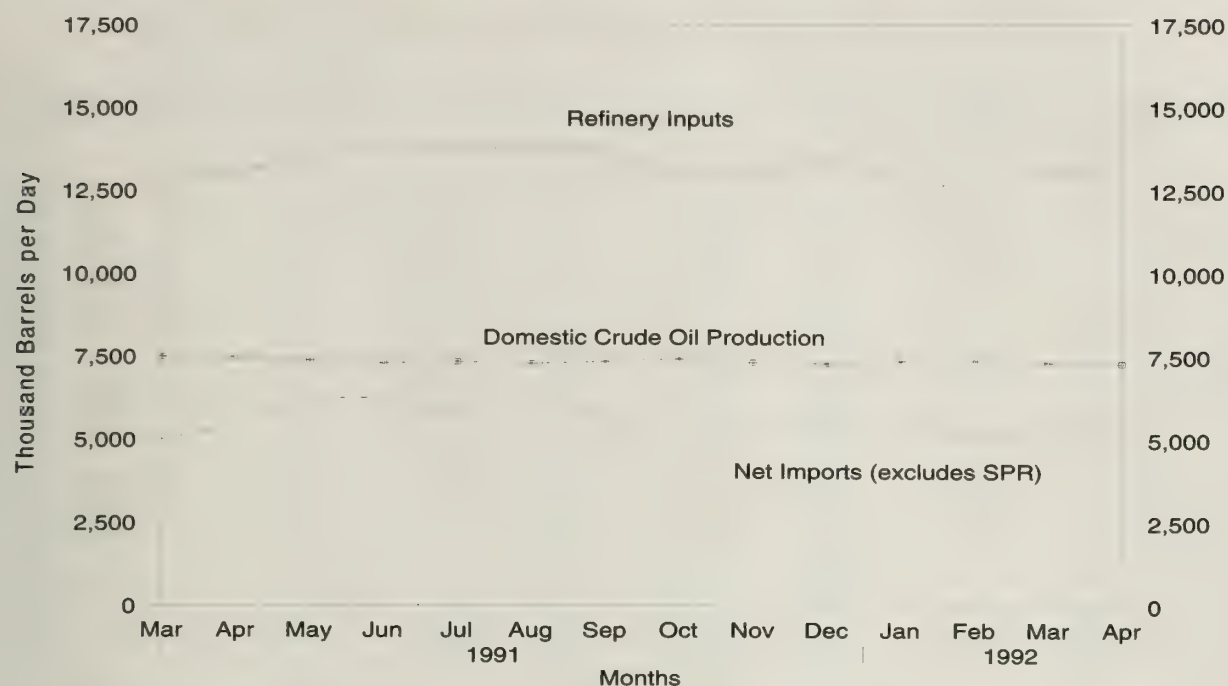 17,500
15,000
12,500
10,000
7,500
5,000
2,500
0
Thousand Barrels per Day
Refinery Inputs
Domestic Crude Oil Production
Net Imports (excludes SPR)
17,500
15,000
12,500
10,000
7,500
5,000
2,500
0
Mar Apr May Jun Jul Aug Sep Oct Nov Dec Jan Feb Mar Apr
1991 1992
Months